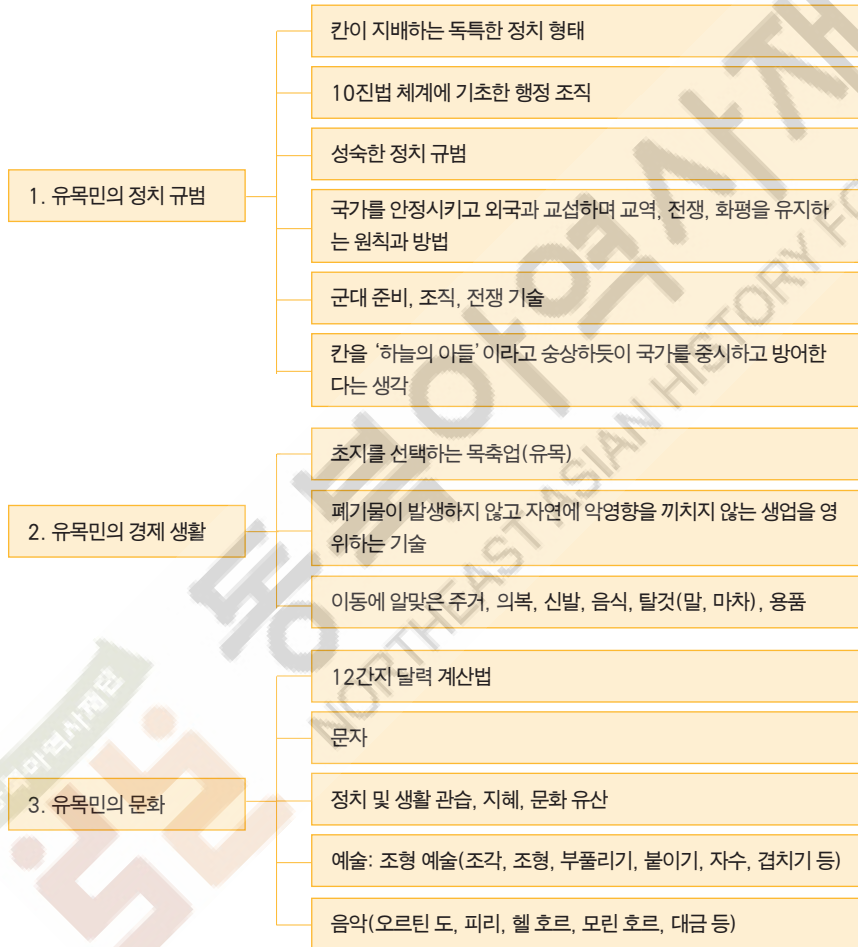 칸이 지배하는 독특한 정치 형태
10진법 체계에 기초한 행정 조직
성숙한 정치 규범
1. 유목민의 정치 규범
국가를 안정시키고 외국과 교섭하며 교역, 전쟁, 화평을 유지하
는 원칙과 방법
군대 준비, 조직, 전쟁 기술
칸을 ‘하늘의 아들’이라고 숭상하듯이 국가를 중시하고 방어한
다는 생각
초지를 선택하는 목축업(유목)
2. 유목민의 경제 생활
폐기물이 발생하지 않고 자연에 악영향을 끼치지 않는 생업을 영
위하는 기술
이동에 알맞은 주거, 의복, 신발, 음식, 탈것(말, 마차), 용품
12간지 달력 계산법
문자
3. 유목민의 문화
정치 및 생활 관습, 지혜, 문화 유산
예술: 조형 예술(조각, 조형, 부풀리기, 붙이기, 자수, 겹치기 등)
음악(오르틴 도, 피리, 헬 호르, 모린 호르, 대금 등)
동북아역사재
NORTHEAST ASIAN HISTORY FO